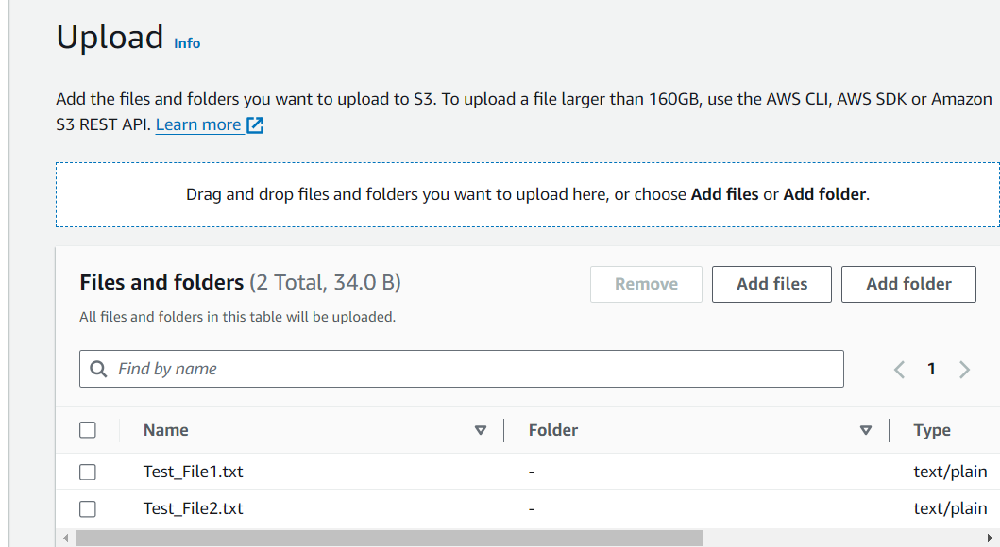 Upload Info
Add the files and folders you want to upload to S3. To upload a file larger than 160GB, use the AWS CLI, AWS SDK or Amazon
S3 REST API. Learn more
Drag and drop files and folders you want to upload here, or choose Add files or Add folder.
Files and folders (2 Total, 34.0 B)
Remove Add files Add folder
All files and folders in this table will be uploaded.
Find by name
1
Name Folder Type
Test_File1.txt - text/plain
Test_File2.txt - text/plain